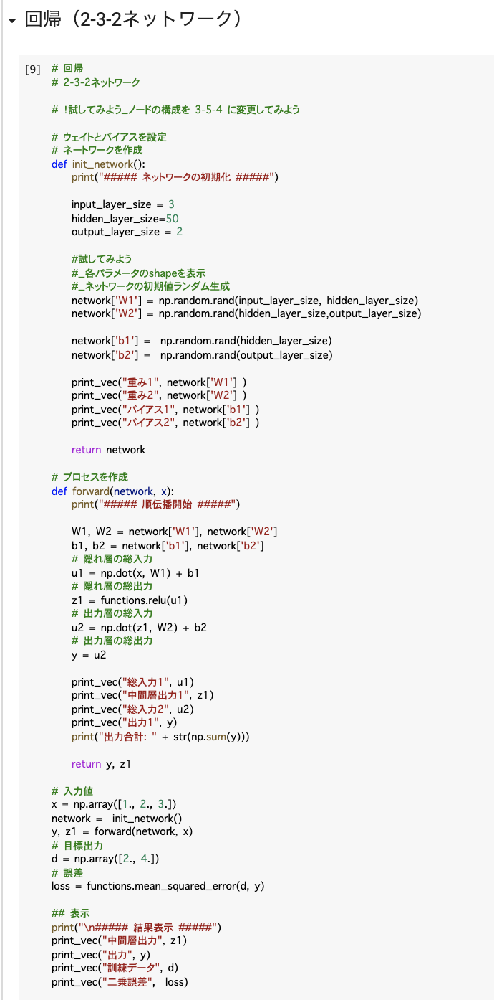 回帰（2-3-2ネットワーク）
[9] # 回帰
# 2-3-2ネットワーク
# !試してみよう_ノードの構成を 3-5-4 に変更してみよう
# ウェイトとバイアスを設定
# ネートワークを作成
def init_network():
print("##### ネットワークの初期化 #####")
input_layer_size = 3
hidden_layer_size=50
output_layer_size = 2
#試してみよう
#_各パラメータのshapeを表示
#_ネットワークの初期値ランダム生成
network['W1'] = np.random.rand(input_layer_size, hidden_layer_size)
network['W2'] = np.random.rand(hidden_layer_size,output_layer_size)
network['b1'] =  np.random.rand(hidden_layer_size)
network['b2'] =  np.random.rand(output_layer_size)
print_vec("重み1", network['W1'] )
print_vec("重み2", network['W2'] )
print_vec("バイアス1", network['b1'] )
print_vec("バイアス2", network['b2'] )
return network
# プロセスを作成
def forward(network, x):
print("##### 順伝播開始 #####")
W1, W2 = network['W1'], network['W2']
b1, b2 = network['b1'], network['b2']
# 隠れ層の総入力
u1 = np.dot(x, W1) + b1
# 隠れ層の総出力
z1 = functions.relu(u1)
# 出力層の総入力
u2 = np.dot(z1, W2) + b2
# 出力層の総出力
y = u2
print_vec("総入力1", u1)
print_vec("中間層出力1", z1)
print_vec("総入力2", u2)
print_vec("出力1", y)
print("出力合計: " + str(np.sum(y)))
return y, z1
# 入力値
x = np.array([1., 2., 3.])
network =  init_network()
y, z1 = forward(network, x)
# 目標出力
d = np.array([2., 4.])
# 誤差
loss = functions.mean_squared_error(d, y)
## 表示
print("\n##### 結果表示 #####")
print_vec("中間層出力", z1)
print_vec("出力", y)
print_vec("訓練データ", d)
print_vec("二乗誤差",  loss)